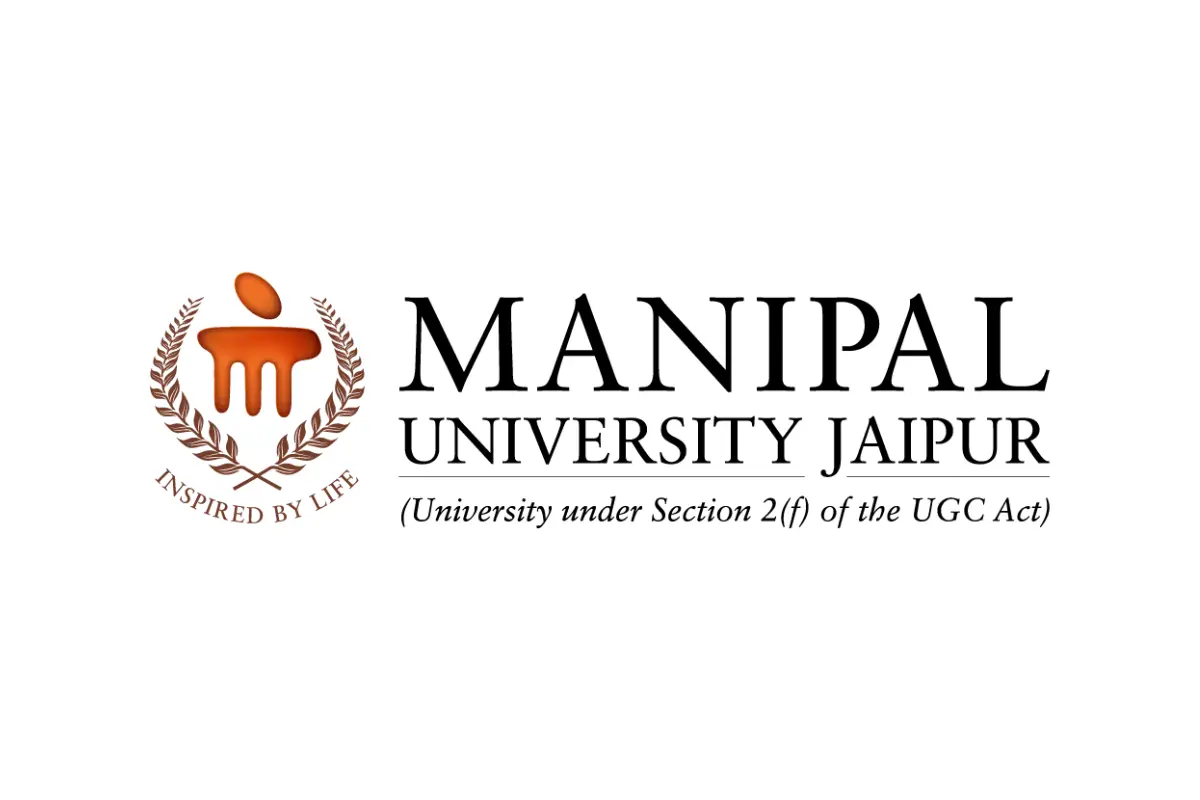 INSPIRED BY LIFE
MANIPAL
UNIVERSITY JAIPUR
(University under Section 2(f) of the UGC Act)